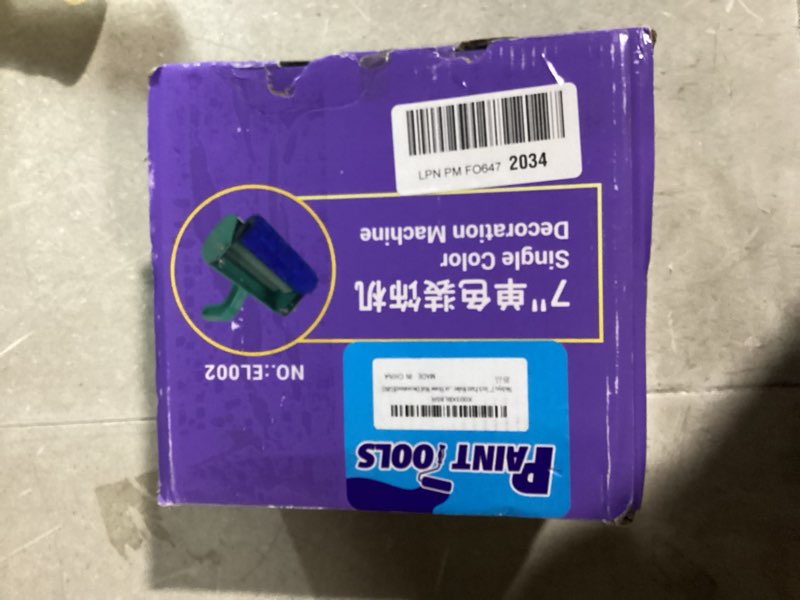 LPN PM FO647 2034
PAINT TOOLS
MADE IN CHINA
NO.:EL002
7"单色装饰机
Single Color
Decoration Machine